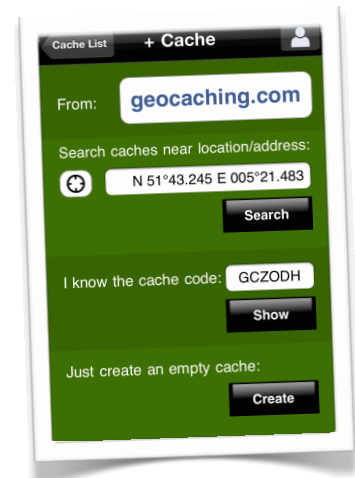 Cache List + Cache
From: geocaching.com
Search caches near location/address:
N 51°43.245 E 005°21.483
Search
I know the cache code: GCZODH
Show
Just create an empty cache:
Create